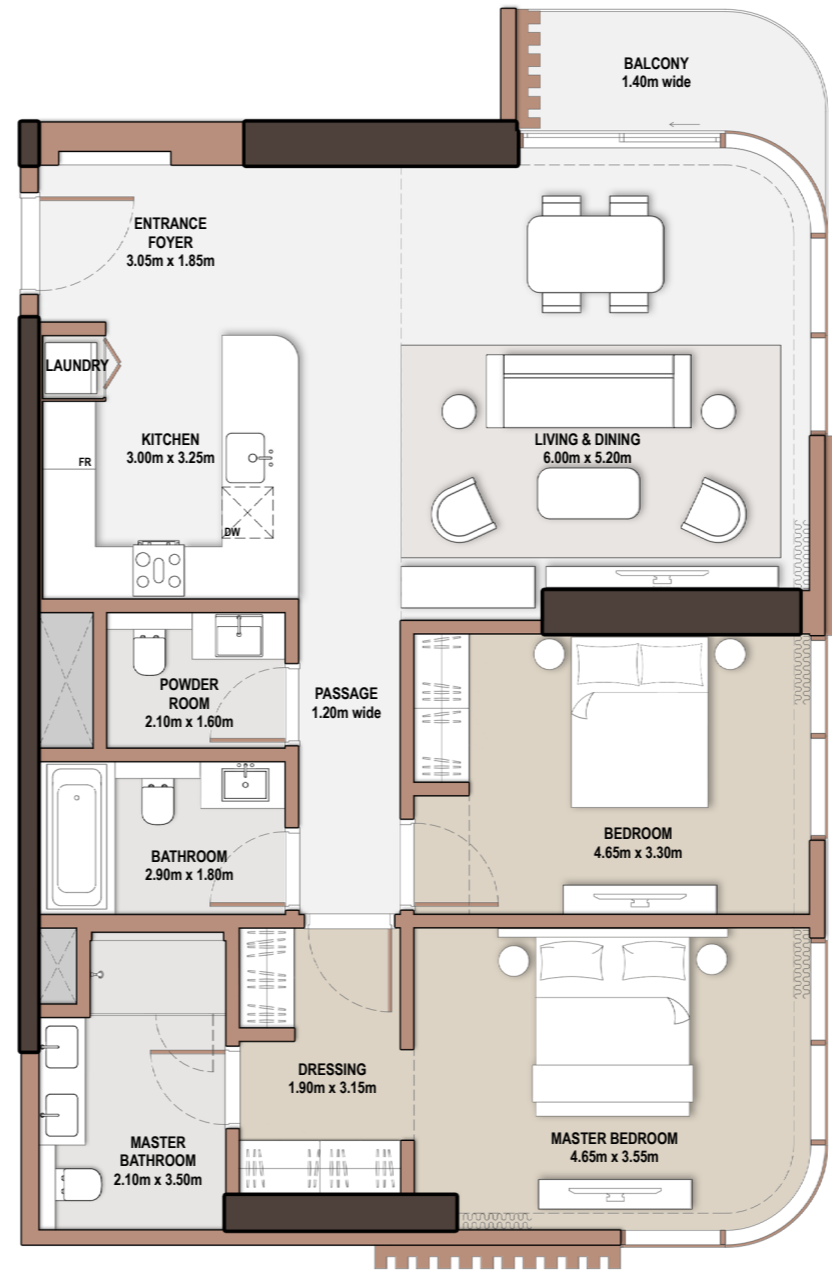 BALCONY
1.40m wide
ENTRANCE
FOYER
3.05m x 1.85m
LAUNDRY
KITCHEN
3.00m x 3.25m
FR
DW
LIVING & DINING
6.00m x 5.20m
POWDER
ROOM
2.10m x 1.60m
PASSAGE
1.20m wide
BATHROOM
2.90m x 1.80m
BEDROOM
4.65m x 3.30m
DRESSING
1.90m x 3.15m
MASTER
BATHROOM
2.10m x 3.50m
MASTER BEDROOM
4.65m x 3.55m